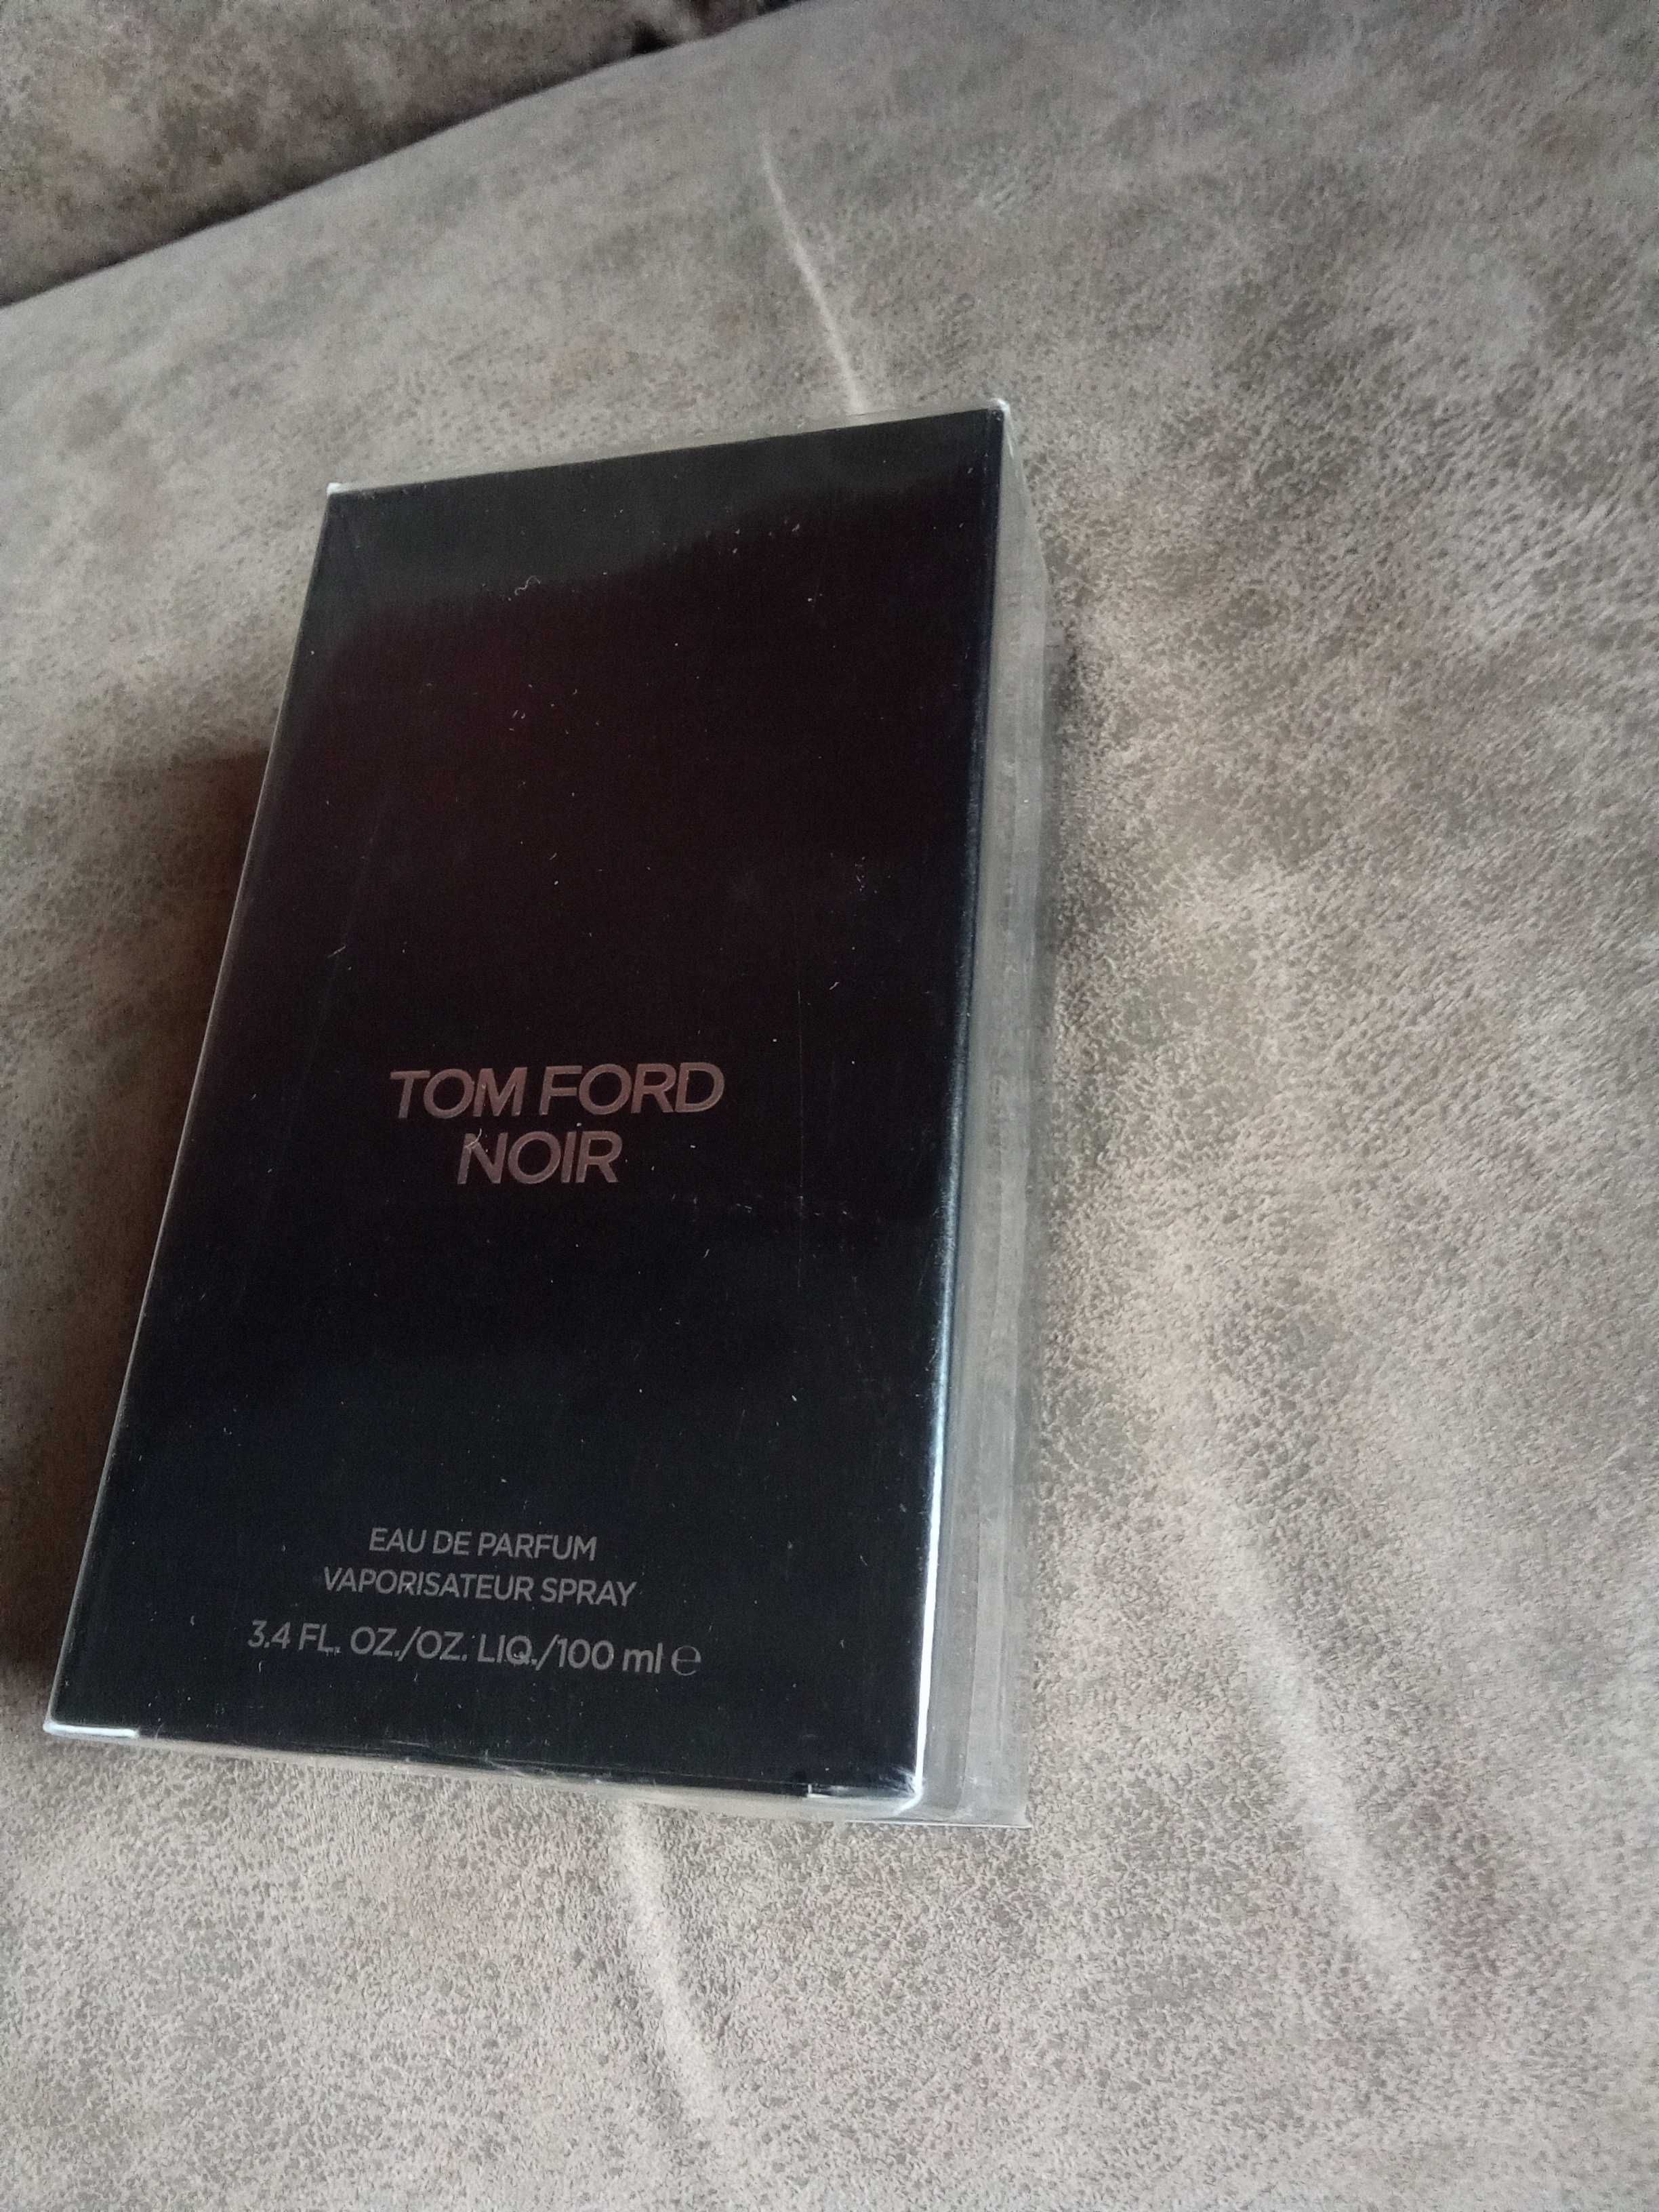 TOM FORD
NOIR
EAU DE PARFUM
VAPORISATEUR SPRAY
3.4 FL. OZ./OZ. LIQ./100 ml ℮